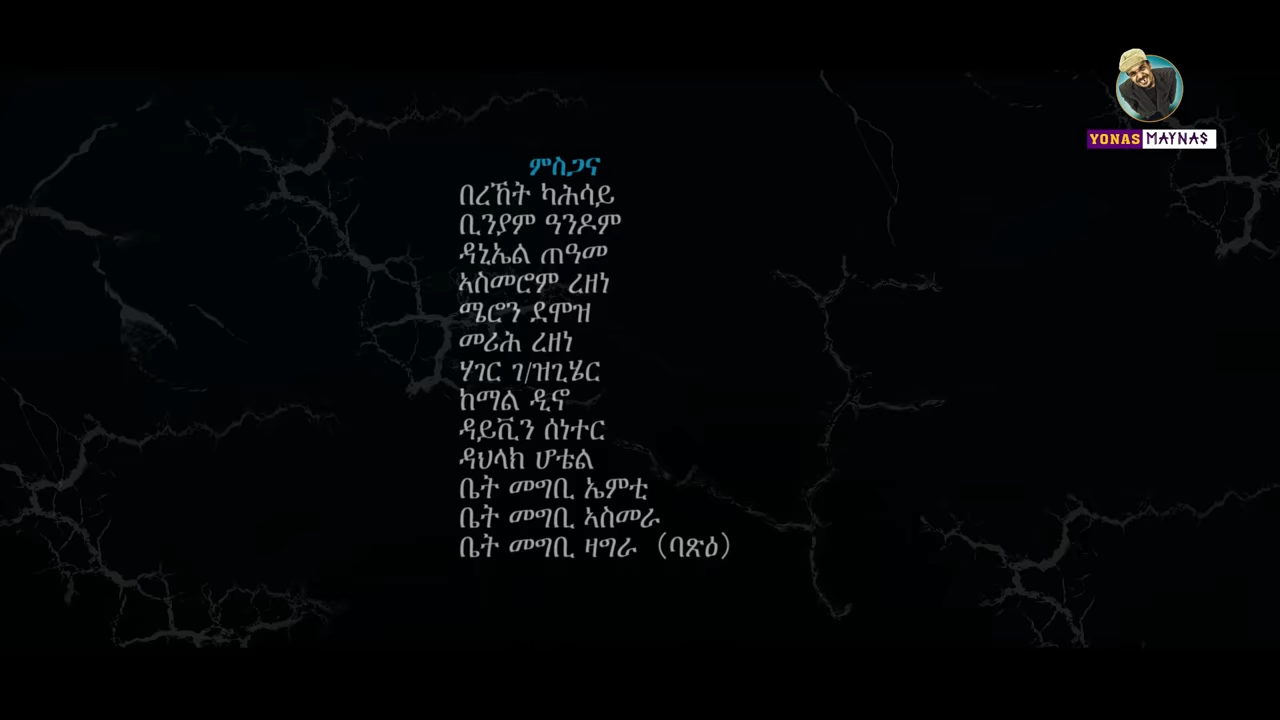 YONAS MAYNAS
ምስጋና
በረኸት ካሕሳይ
ቢንያም ዓንዶም
ዳኒኤል ጠዓመ
ኣስመሮም ረዘነ
ሜሮን ደሞዝ
መሪሕ ረዘነ
ሃገር ገ/ዝጊሄር
ከማል ዲኖ
ዳይቪን ሰነተር
ዳህላክ ሆቴል
ቤት መግቢ ኤምቲ
ቤት መግቢ ኣስመራ
ቤት መግቢ ዛግራ (ባጽዕ)